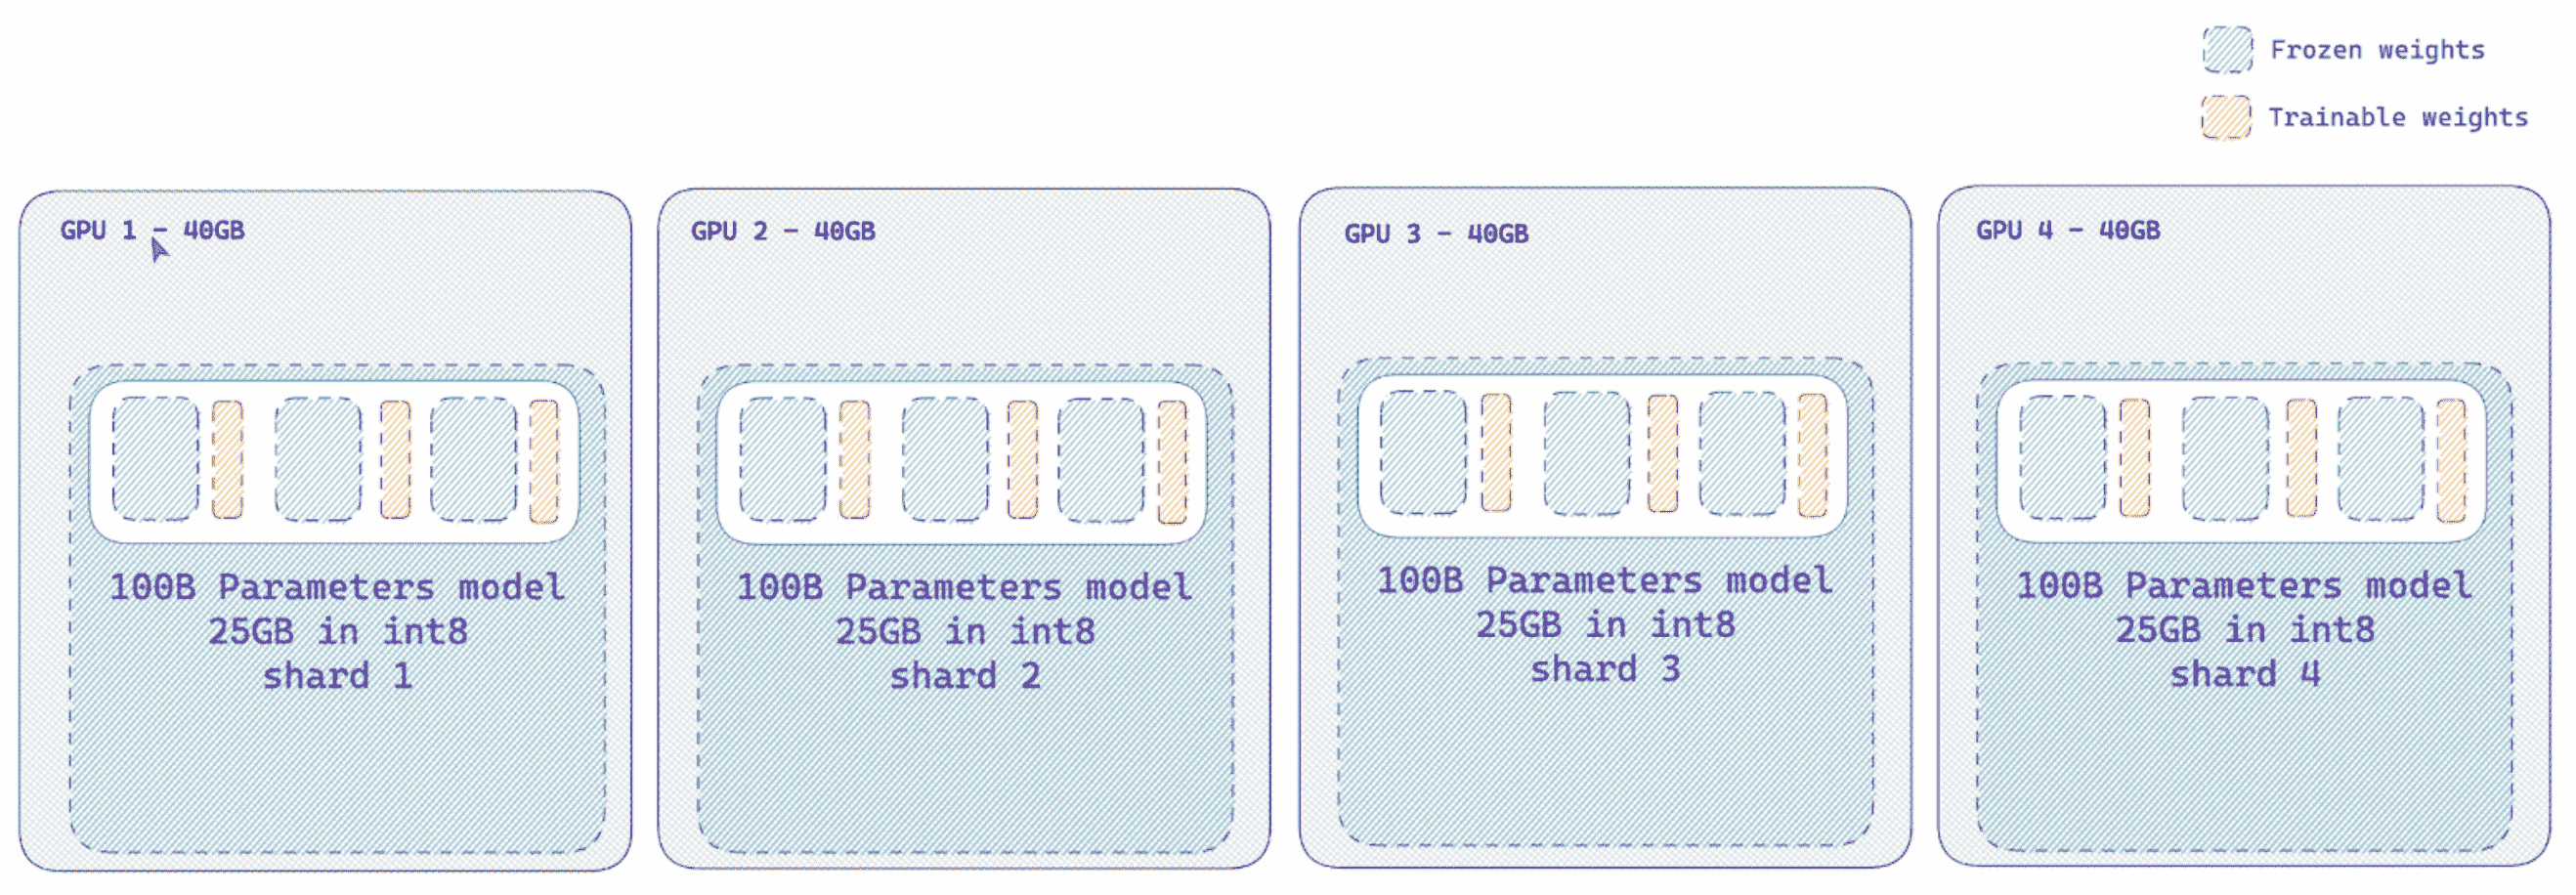 Frozen weights
Trainable weights
GPU 1 - 40GB
100B Parameters model
25GB in int8
shard 1
GPU 2 - 40GB
100B Parameters model
25GB in int8
shard 2
GPU 3 - 40GB
100B Parameters model
25GB in int8
shard 3
GPU 4 - 40GB
100B Parameters model
25GB in int8
shard 4